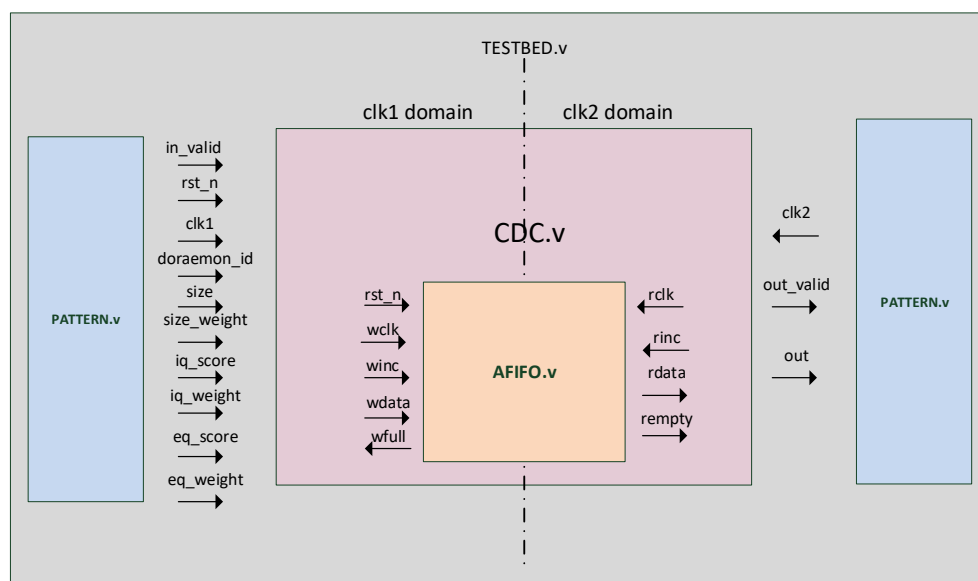 TESTBED.v
clk1 domain
clk2 domain
in_valid
rst_n
clk1
doraemon_id
size
size_weight
iq_score
iq_weight
eq_score
eq_weight
PATTERN.v
CDC.v
rst_n
wclk
winc
wdata
wfull
AFIFO.v
rclk
rinc
rdata
rempty
clk2
out_valid
out
PATTERN.v